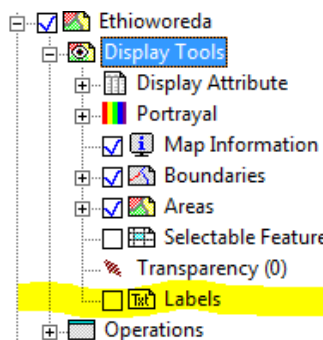 Ethioworeda
Display Tools
Display Attribute
Portrayal
Map Information
Boundaries
Areas
Selectable Feature
Transparency (0)
Txt Labels
Operations